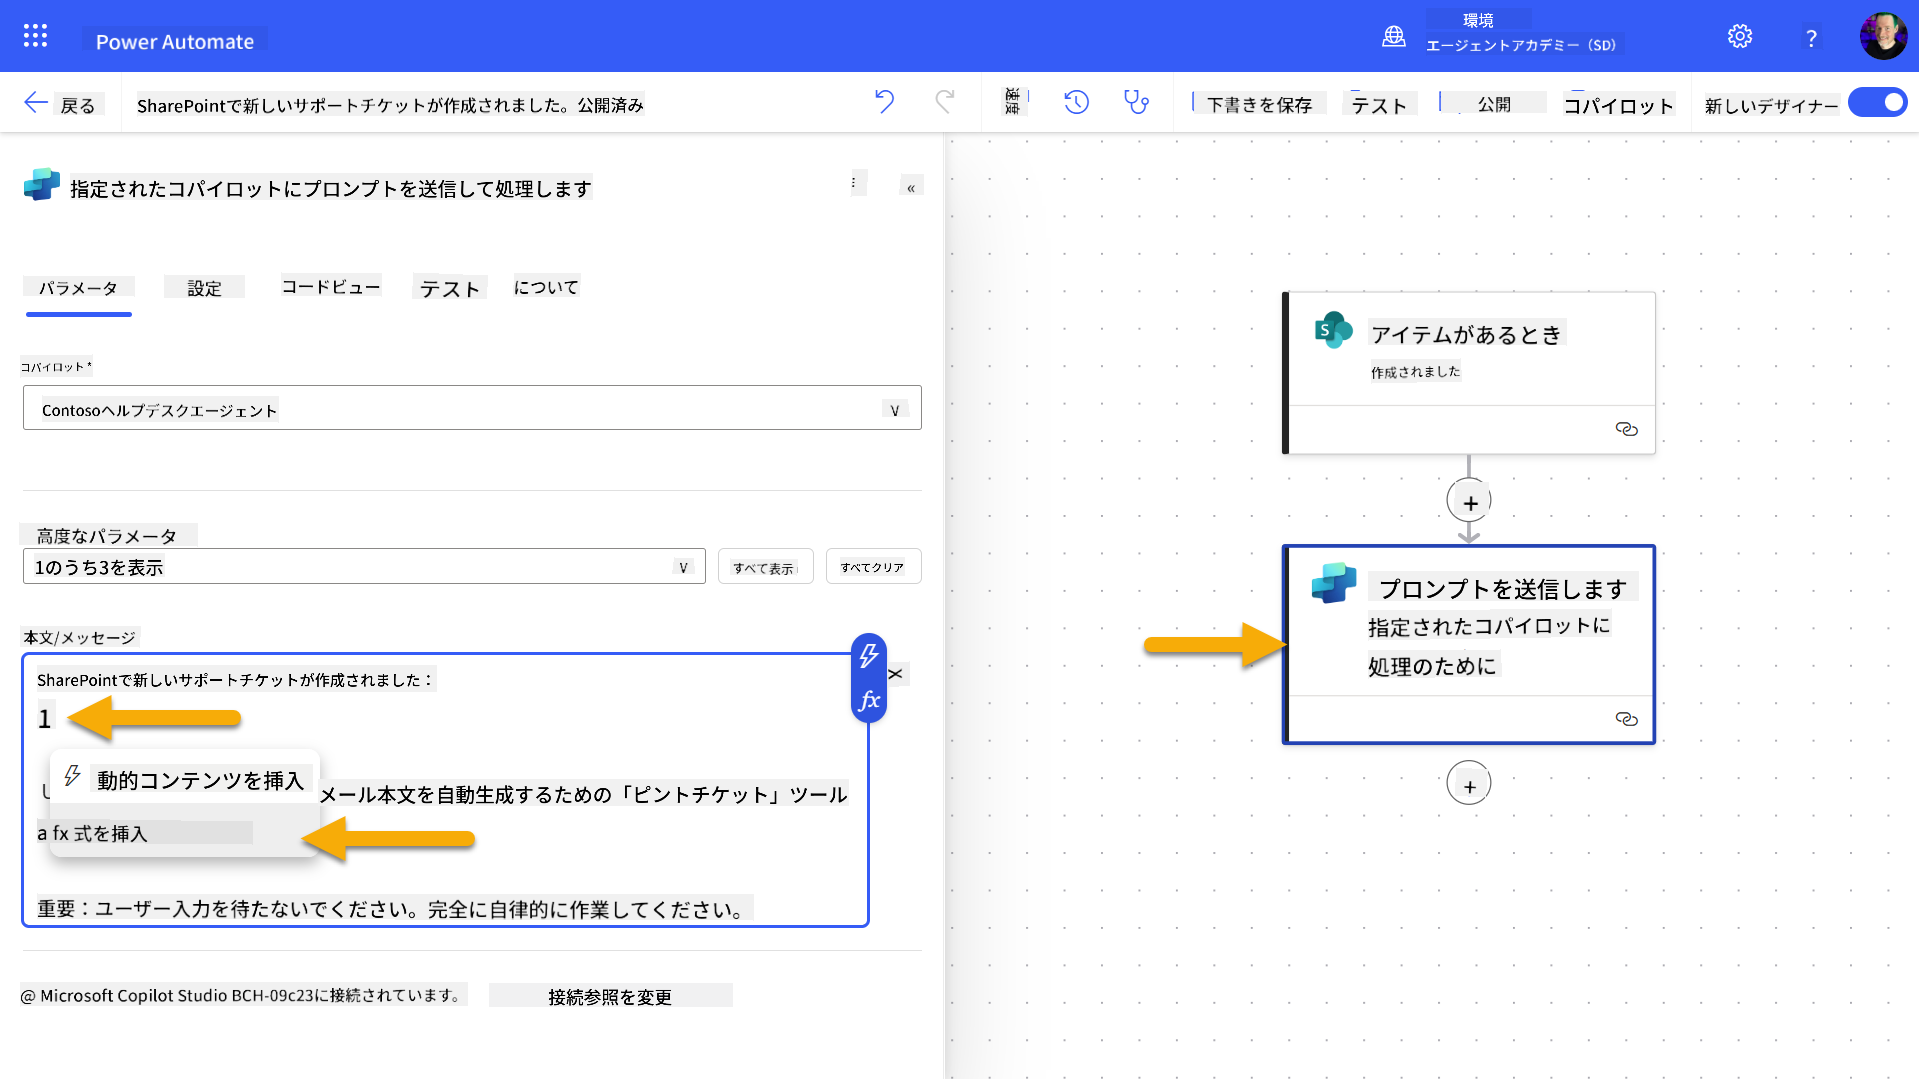 Power Automate
環境
エージェントアカデミー（SD）
?
戻る
SharePointで新しいサポートチケットが作成されました。公開済み
速度
下書きを保存
テスト
公開
コパイロット
新しいデザイナー
指定されたコパイロットにプロンプトを送信して処理します
«
パラメータ
設定
コードビュー
テスト
について
コパイロット *
Contosoヘルプデスクエージェント
V
高度なパラメータ
1のうち3を表示
V
すべて表示
すべてクリア
本文/メッセージ
SharePointで新しいサポートチケットが作成されました：
fx
1
動的コンテンツを挿入
メール本文を自動生成するための「ピントチケット」ツール
a fx 式を挿入
重要：ユーザー入力を待たないでください。完全に自律的に作業してください。
@ Microsoft Copilot Studio BCH-09c23に接続されています。
接続参照を変更
S
アイテムがあるとき
作成されました
+
プロンプトを送信します
指定されたコパイロットに
処理のために
+